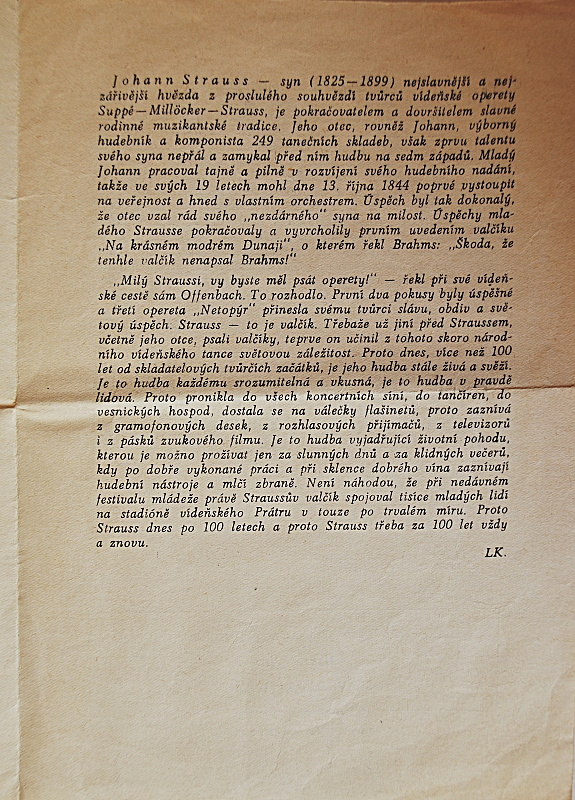 Johann Strauss — syn (1825—1899) nejslavnější a nej-
zářivější hvězda z proslulého souhvězdí tvůrců vídeňské operety
Suppé—Millöcker—Strauss, je pokračovatelem a dovršitelem slavné
rodinné muzikantské tradice. Jeho otec, rovněž Johann, výborný
hudebník a komponista 249 tanečních skladeb, však zprvu talentu
svého syna nepřál a zamykal před ním hudbu na sedm západů. Mladý
Johann pracoval tajně a pilně v rozvíjení svého hudebního nadání,
takže ve svých 19 letech mohl dne 13. října 1844 poprvé vystoupit
na veřejnost a hned s vlastním orchestrem. Úspěch byl tak dokonalý,
že otec vzal rád svého „nezdárného" syna na milost. Úspěchy mla-
dého Strausse pokračovaly a vyvrcholily prvním uvedením valčíku
„Na krásném modrém Dunaji", o kterém řekl Brahms: „Škoda, že
tenhle valčík nenapsal Brahms!"
„Milý Straussi, vy byste měl psát operety!" — řekl při své vídeň-
ské cestě sám Offenbach. To rozhodlo. První dva pokusy byly úspěšné
a třetí opereta „Netopýr" přinesla svému tvůrci slávu, obdiv a svě-
tový úspěch. Strauss — to je valčík. Třebaže už jiní před Straussem,
včetně jeho otce, psali valčíky, teprve on učinil z tohoto skoro národ-
ního vídeňského tance světovou záležitost. Proto dnes, více než 100
let od skladatelových tvůrčích začátků, je jeho hudba stále živá a svěží.
Je to hudba každému srozumitelná a vkusná, je to hudba v pravdě
lidová. Proto pronikla do všech koncertních síní, do tančíren, do
vesnických hospod, dostala se na válečky flašinetů, proto zaznívá
z gramofonových desek, z rozhlasových přijímačů, z televizorů
i z pásků zvukového filmu. Je to hudba vyjadřující životní pohodu,
kterou je možno prožívat jen za slunných dnů a za klidných večerů,
kdy po dobře vykonané práci a při sklence dobrého vína zaznívají
hudební nástroje a mlčí zbraně. Není náhodou, že při nedávném
festivalu mládeže právě Straussův valčík spojoval tisíce mladých lidí
na stadióně vídeňského Prátru v touze po trvalém míru. Proto
Strauss dnes po 100 letech a proto Strauss třeba za 100 let vždy
a znovu.
LK.